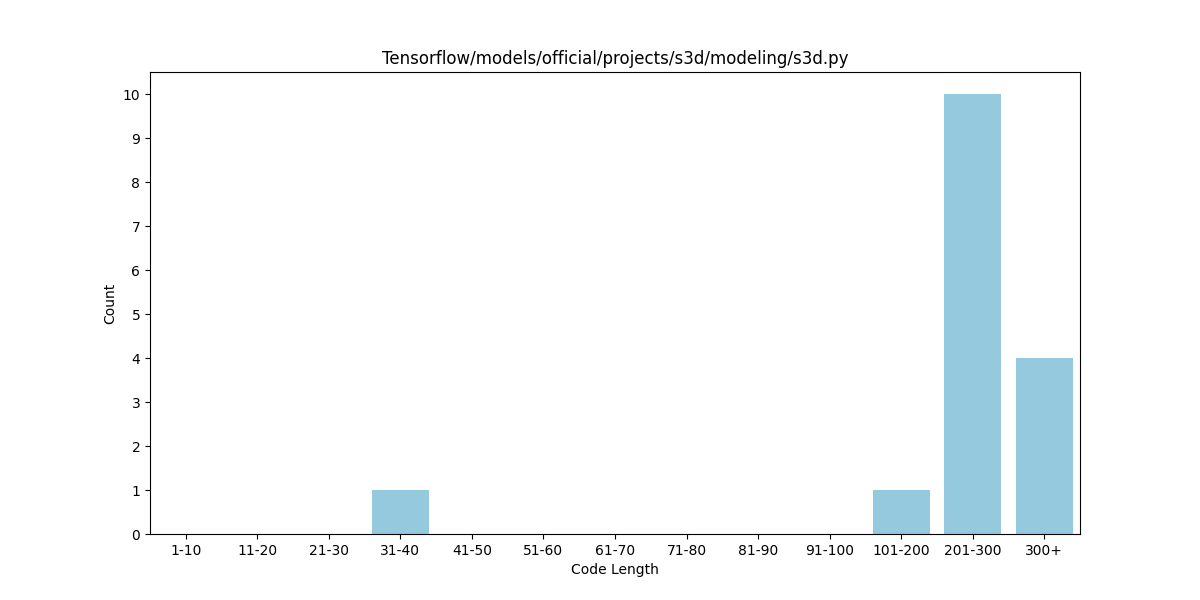 Tensorflow/models/official/projects/s3d/modeling/s3d.py
10
9
8
7
6
5
4
3
2
1
0
Count
1-10 11-20 21-30 31-40 41-50 51-60 61-70 71-80 81-90 91-100 101-200 201-300 300+
Code Length